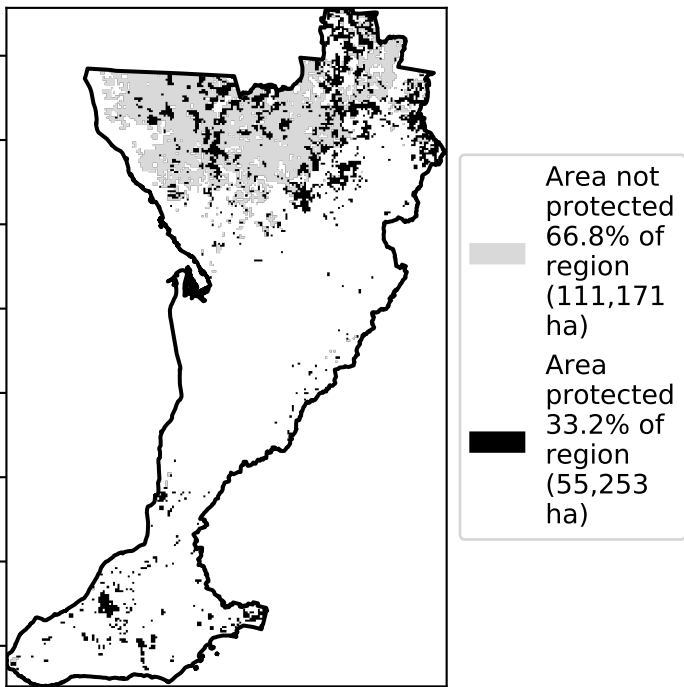 Area not
protected
66.8% of
region
(111,171
ha)
Area
protected
33.2% of
region
(55,253
ha)